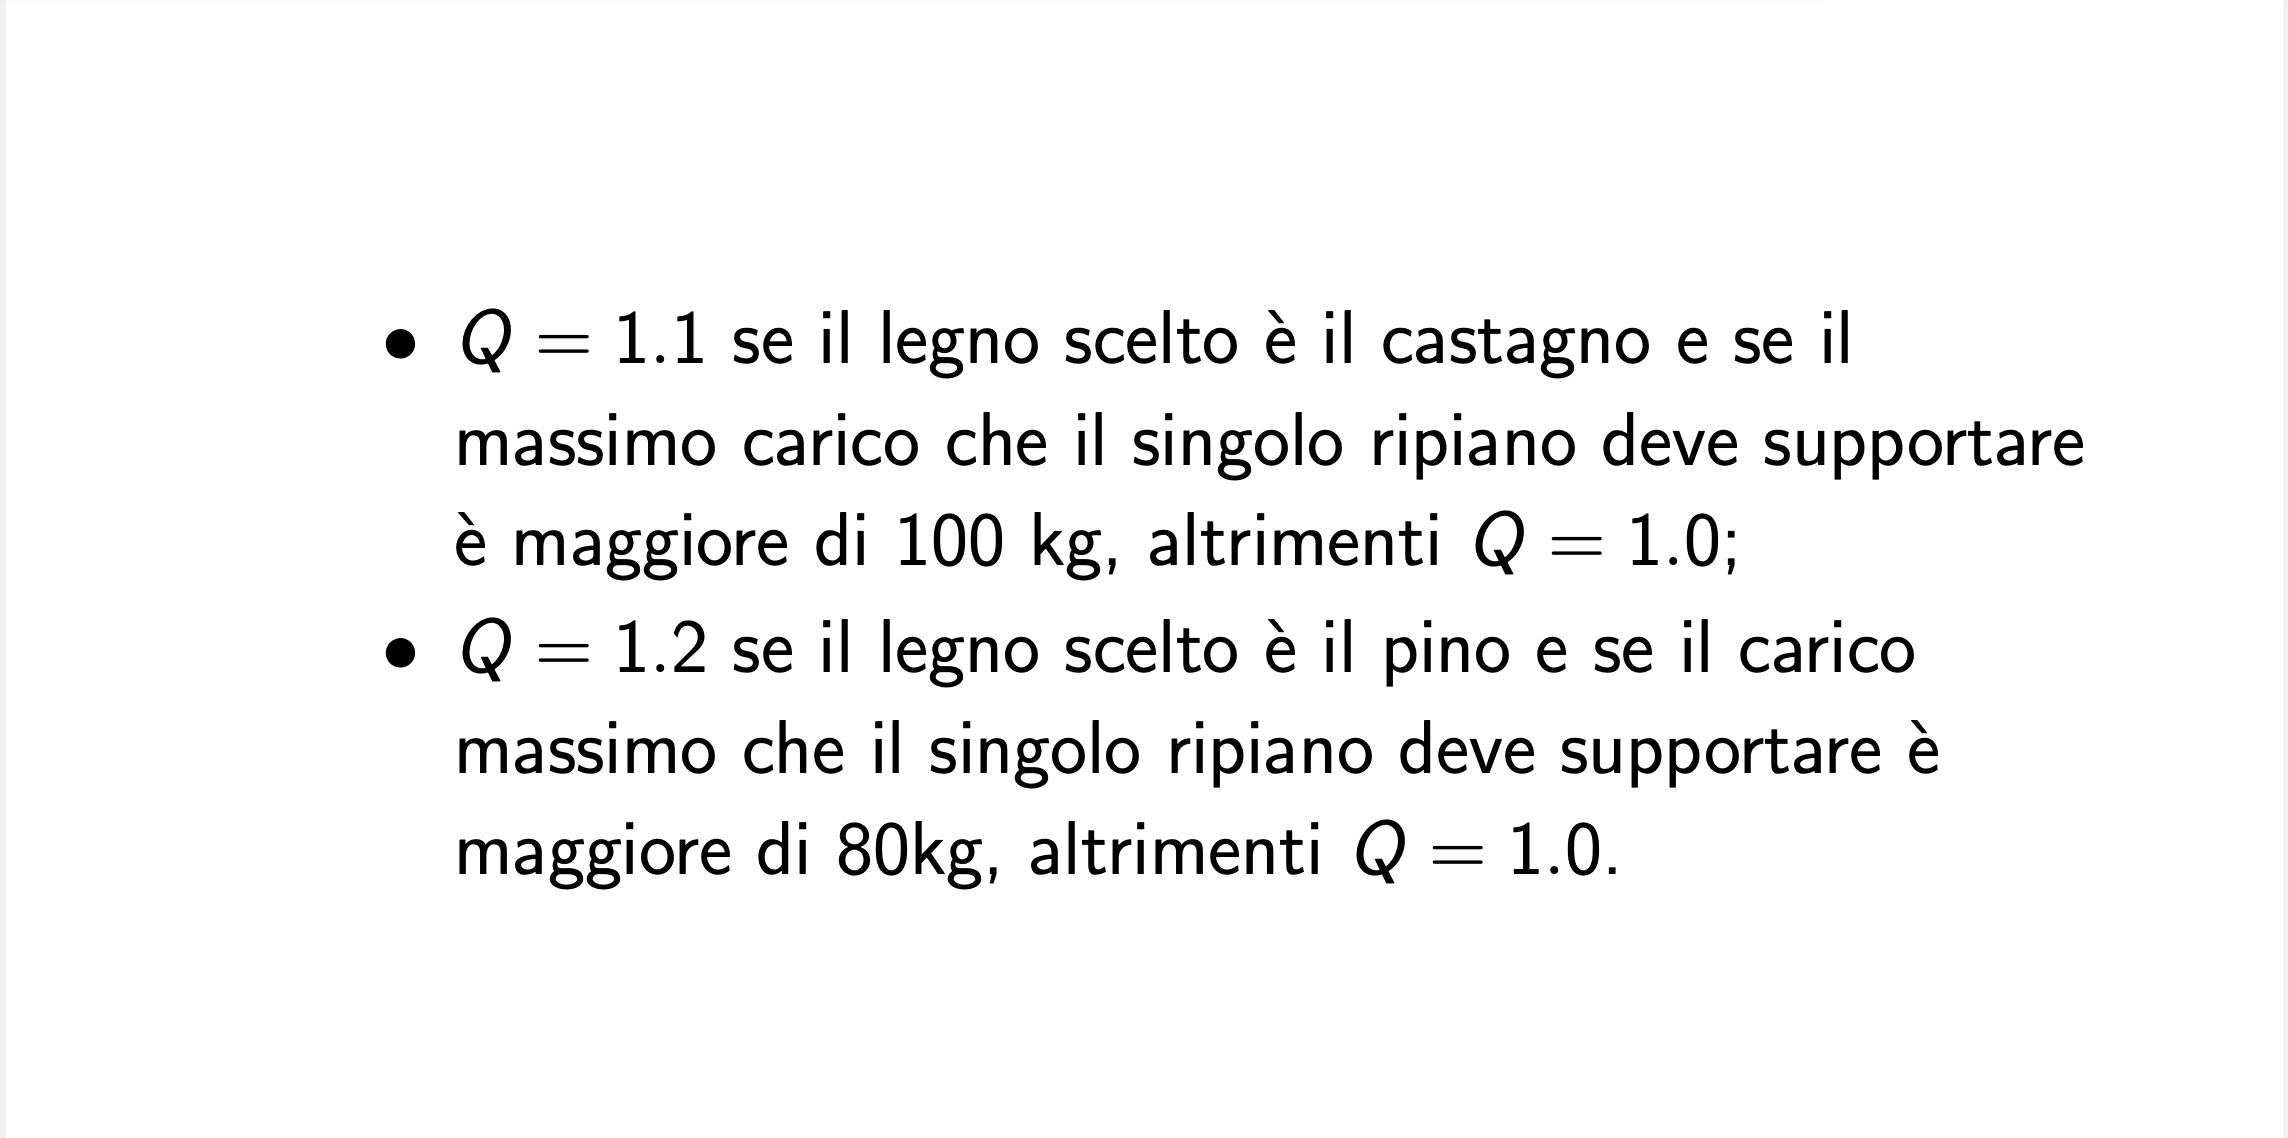 • Q = 1.1 se il legno scelto è il castagno e se il
massimo carico che il singolo ripiano deve supportare
è maggiore di 100 kg, altrimenti Q = 1.0;
• Q = 1.2 se il legno scelto è il pino e se il carico
massimo che il singolo ripiano deve supportare è
maggiore di 80kg, altrimenti Q = 1.0.